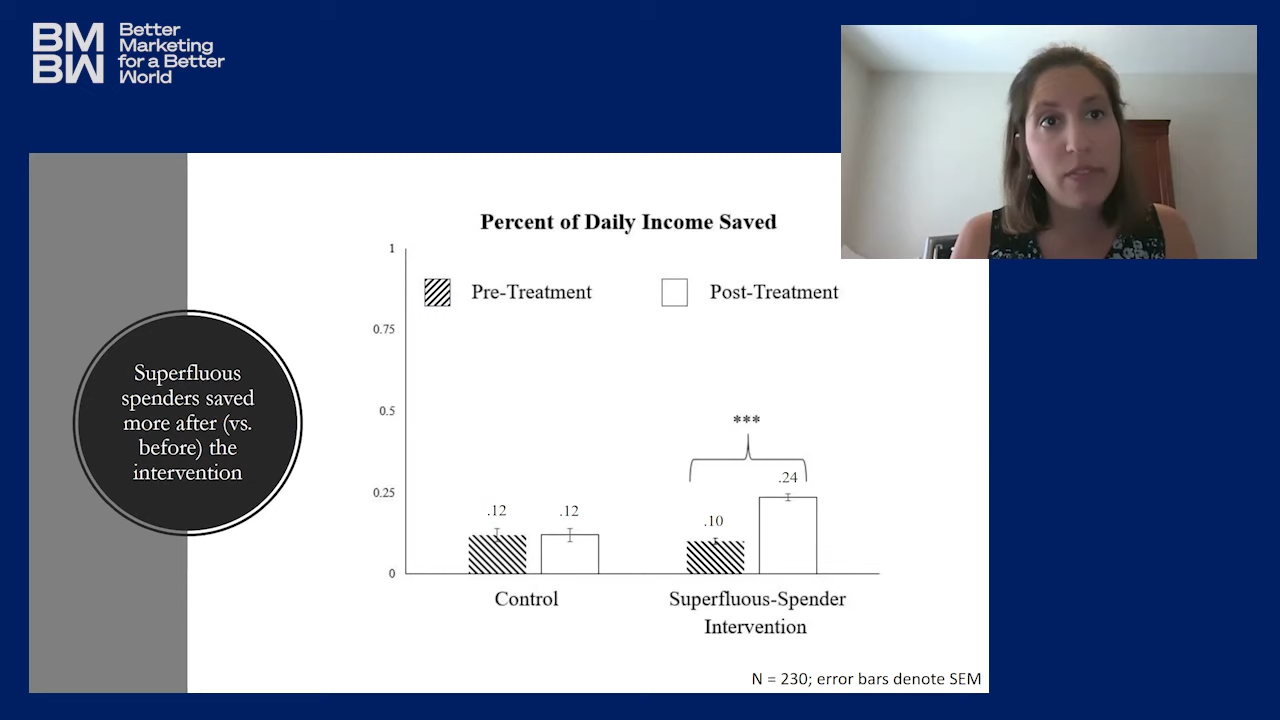 BM
BW
Better
Marketing
for a Better
World
Superfluous
spenders saved
more after (vs.
before) the
intervention
Percent of Daily Income Saved
1
0.75
0.5
0.25
0
Pre-Treatment
Post-Treatment
.12
.12
***
.10
.24
Control
Superfluous-Spender
Intervention
N = 230; error bars denote SEM